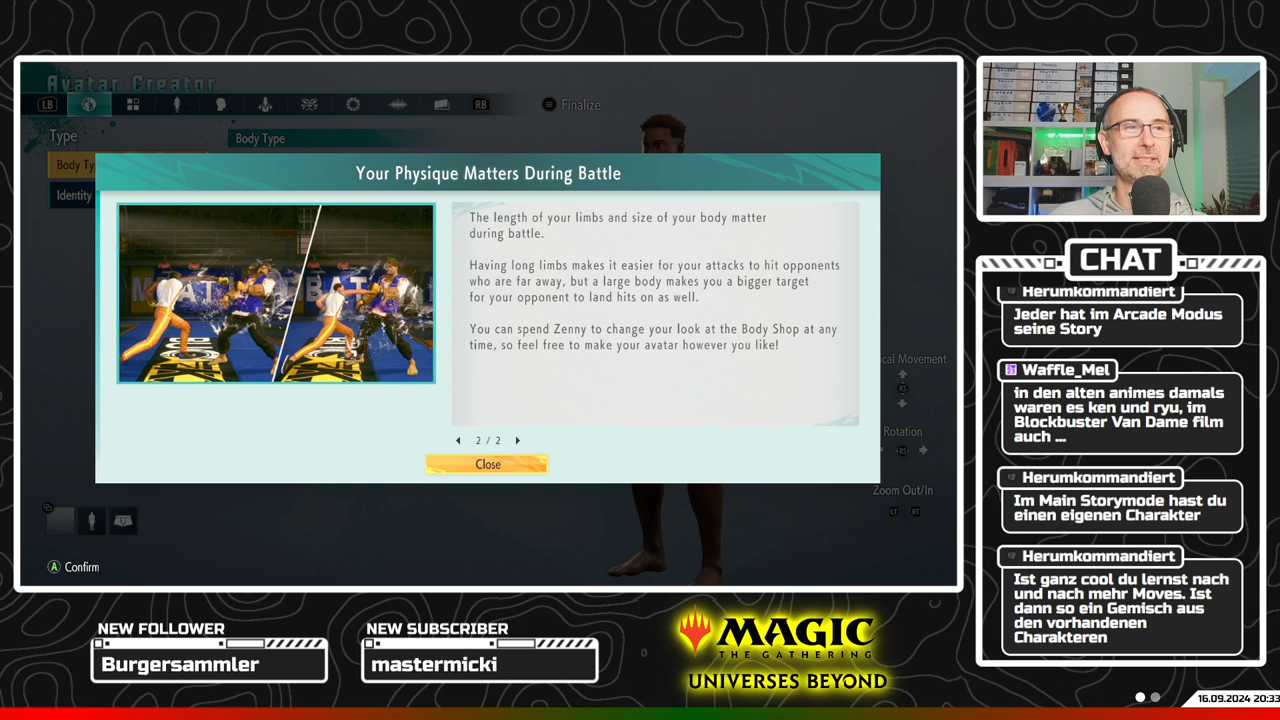 Avatar Creator
LB
RB
Finalize
Type
Body Type
Body Ty
Identity
Your Physique Matters During Battle
The length of your limbs and size of your body matter
during battle.
Having long limbs makes it easier for your attacks to hit opponents
who are far away, but a large body makes you a bigger target
for your opponent to land hits on as well.
You can spend Zenny to change your look at the Body Shop at any
time, so feel free to make your avatar however you like!
2 / 2
Close
ical Movement
RS
Rotation
RS
Zoom Out/In
LT RT
A Confirm
CHAT
Herumkommandiert
Jeder hat im Arcade Modus
seine Story
Waffle_Mel
in den alten animes damals
waren es ken und ryu, im
Blockbuster Van Dame film
auch ...
Herumkommandiert
Im Main Storymode hast du
einen eigenen Charakter
Herumkommandiert
Ist ganz cool du lernst nach
und nach mehr Moves. Ist
dann so ein Gemisch aus
den vorhandenen
Charakteren
NEW FOLLOWER
Burgersammler
NEW SUBSCRIBER
mastermicki
MAGIC
THE GATHERING
UNIVERSES BEYOND
16.09.2024 20:33